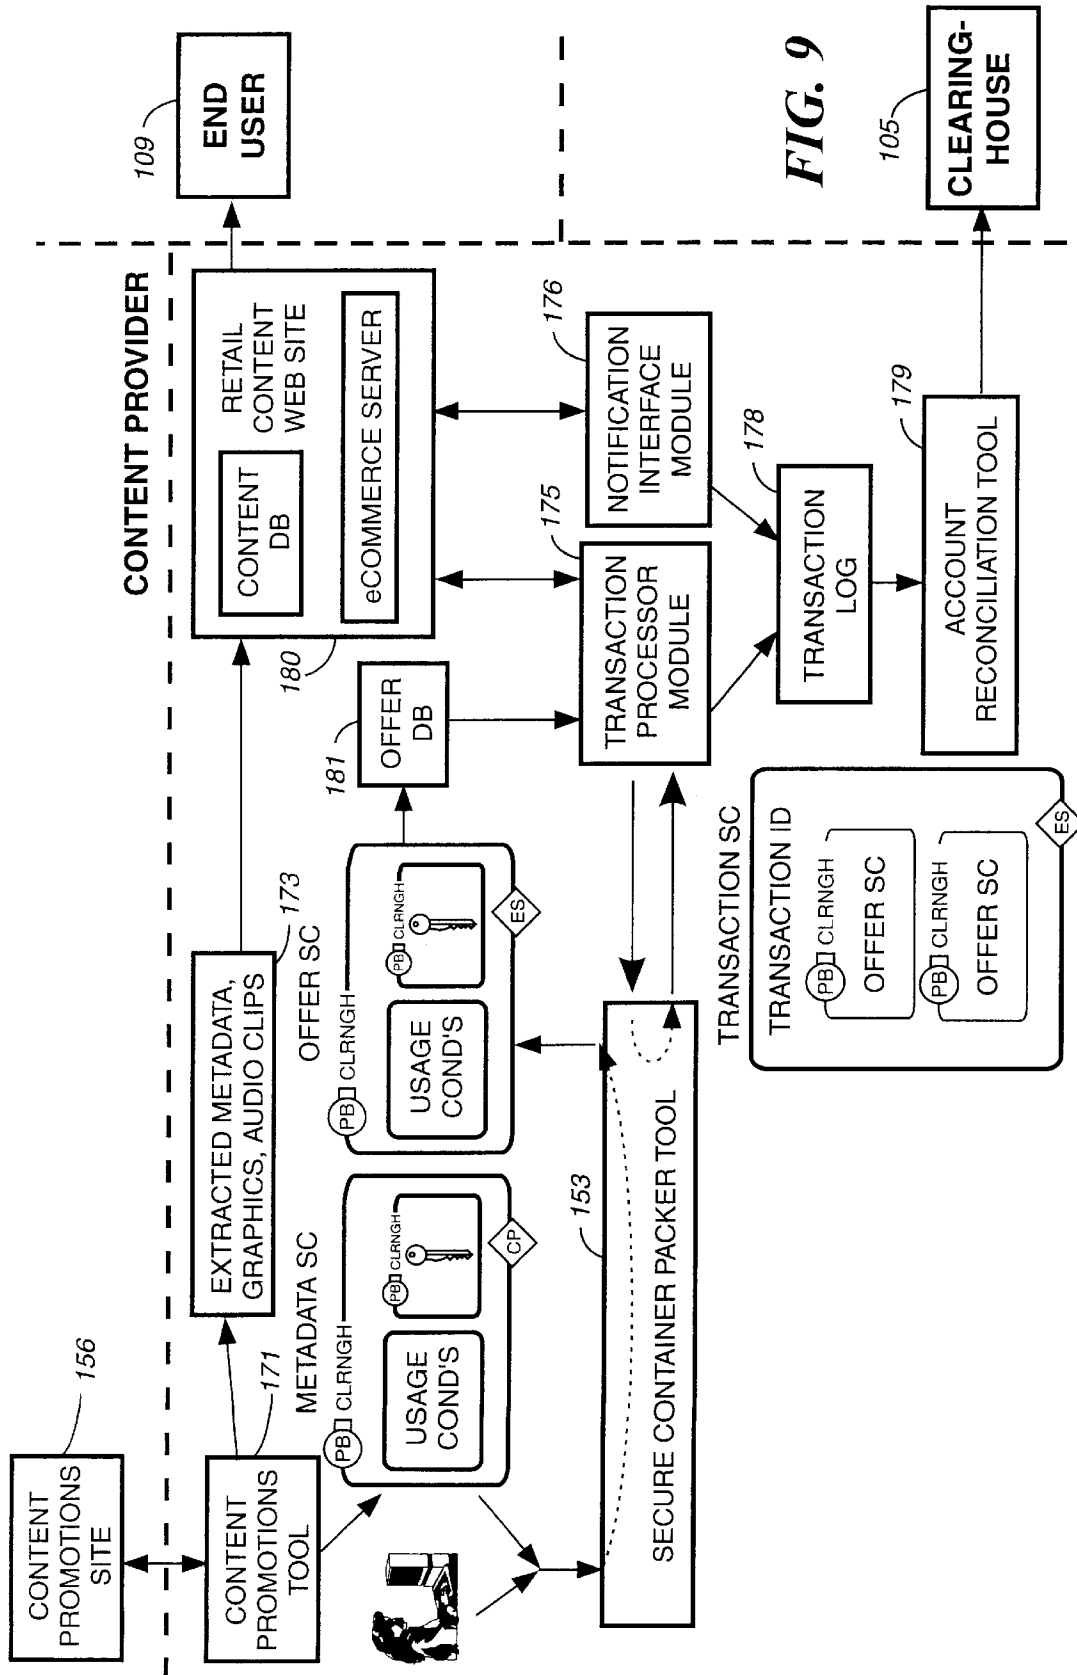 CONTENT
PROMOTIONS
SITE
156
CONTENT PROVIDER
109
END
USER
CONTENT
PROMOTIONS
TOOL
171
EXTRACTED METADATA,
GRAPHICS, AUDIO CLIPS
173
RETAIL
CONTENT
WEB SITE
CONTENT
DB
eCOMMERCE SERVER
180
METADATA SC
PB CLRNGH
USAGE
COND'S
PB CLRNGH
CP
OFFER SC
PB CLRNGH
USAGE
COND'S
PB CLRNGH
ES
181
OFFER
DB
153
SECURE CONTAINER PACKER TOOL
175
TRANSACTION
PROCESSOR
MODULE
176
NOTIFICATION
INTERFACE
MODULE
178
TRANSACTION
LOG
TRANSACTION SC
TRANSACTION ID
PB CLRNGH
OFFER SC
PB CLRNGH
OFFER SC
ES
179
ACCOUNT
RECONCILIATION TOOL
FIG. 9
105
CLEARING-
HOUSE